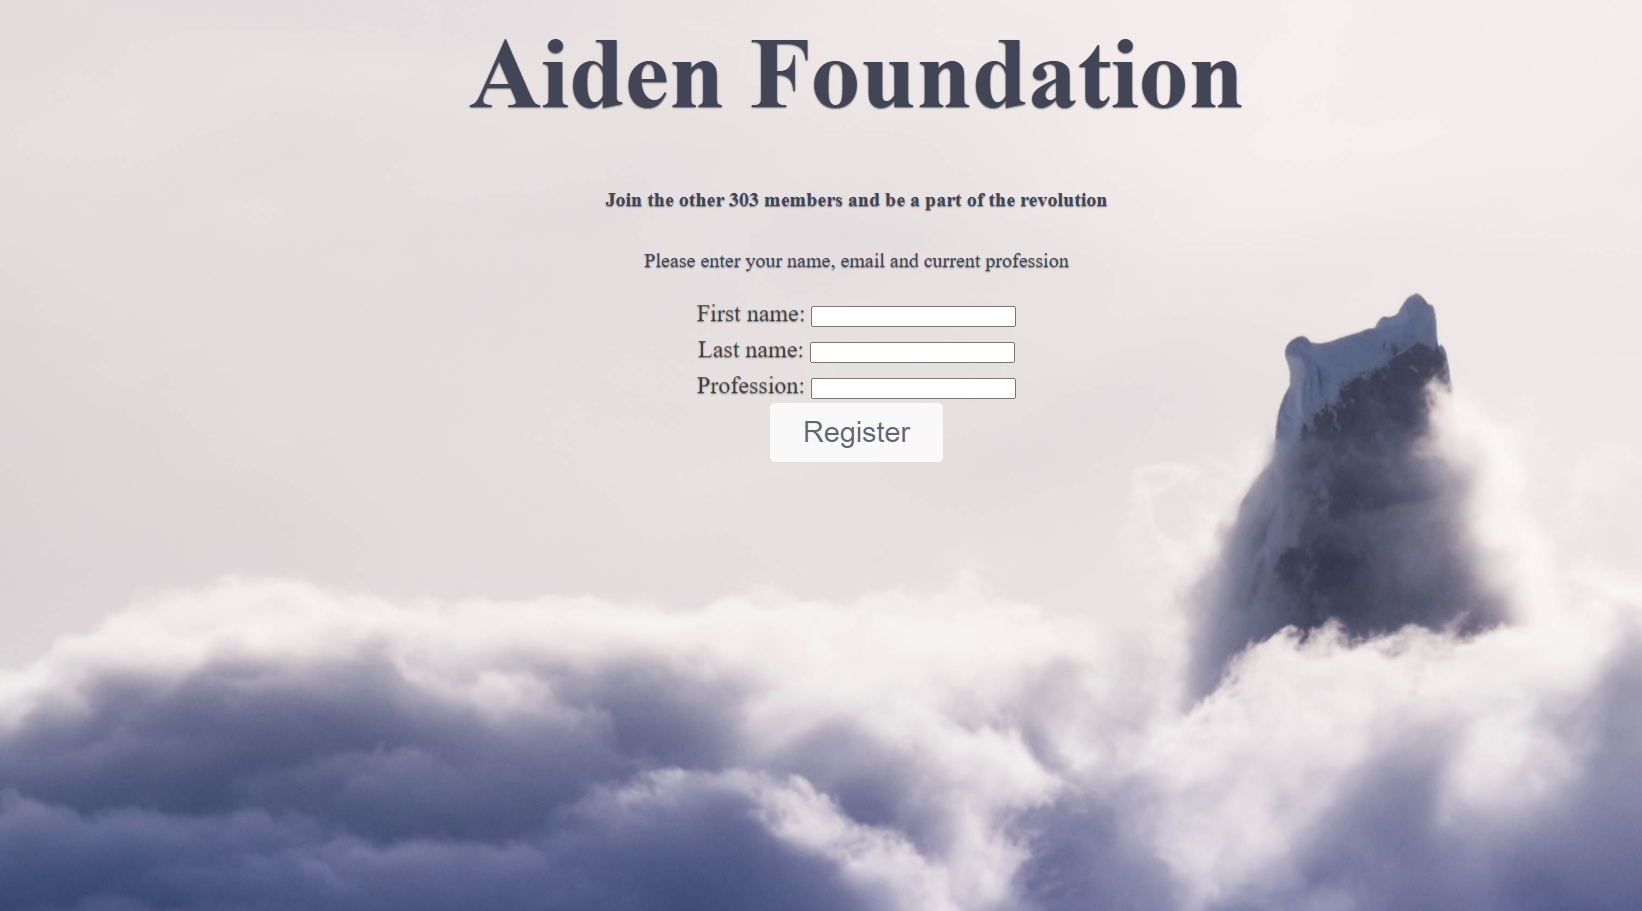 Aiden Foundation
Join the other 303 members and be a part of the revolution
Please enter your name, email and current profession
First name:
Last name:
Profession:
Register